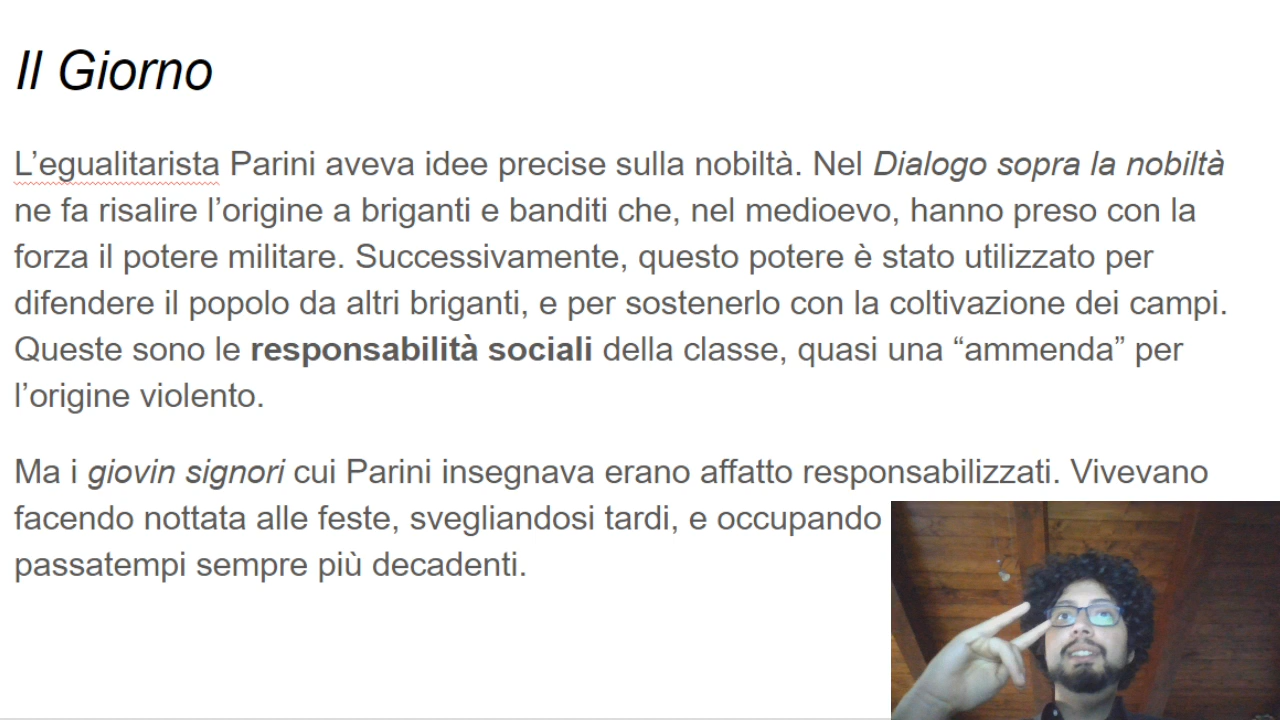 Il Giorno
L’egualitarista Parini aveva idee precise sulla nobiltà. Nel Dialogo sopra la nobiltà
ne fa risalire l’origine a briganti e banditi che, nel medioevo, hanno preso con la
forza il potere militare. Successivamente, questo potere è stato utilizzato per
difendere il popolo da altri briganti, e per sostenerlo con la coltivazione dei campi.
Queste sono le responsabilità sociali della classe, quasi una “ammenda” per
l’origine violento.
Ma i giovin signori cui Parini insegnava erano affatto responsabilizzati. Vivevano
facendo nottata alle feste, svegliandosi tardi, e occupando
passatempi sempre più decadenti.